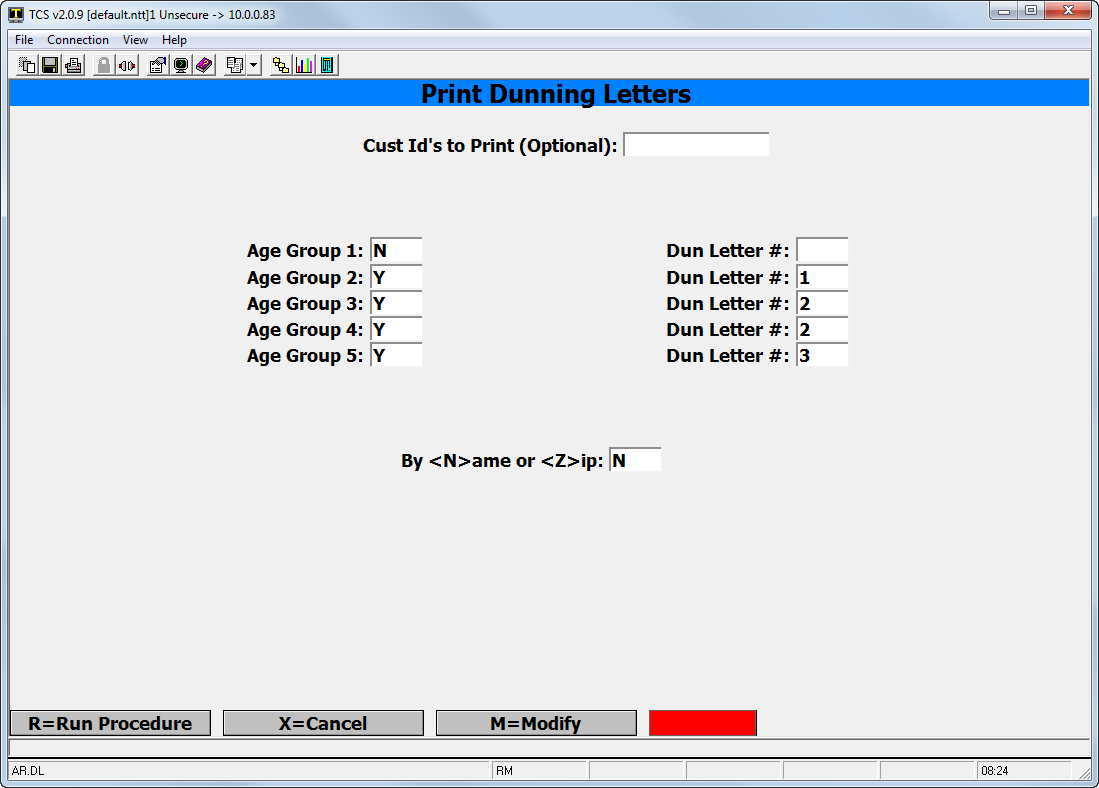 TCS v2.0.9 [default.ntt]1 Unsecure -> 10.0.0.83
File Connection View Help
Print Dunning Letters
Cust Id's to Print (Optional):
Age Group 1: N Dun Letter #:
Age Group 2: Y Dun Letter #: 1
Age Group 3: Y Dun Letter #: 2
Age Group 4: Y Dun Letter #: 2
Age Group 5: Y Dun Letter #: 3
By <N>ame or <Z>ip: N
R=Run Procedure X=Cancel M=Modify
AR.DL RM 08:24